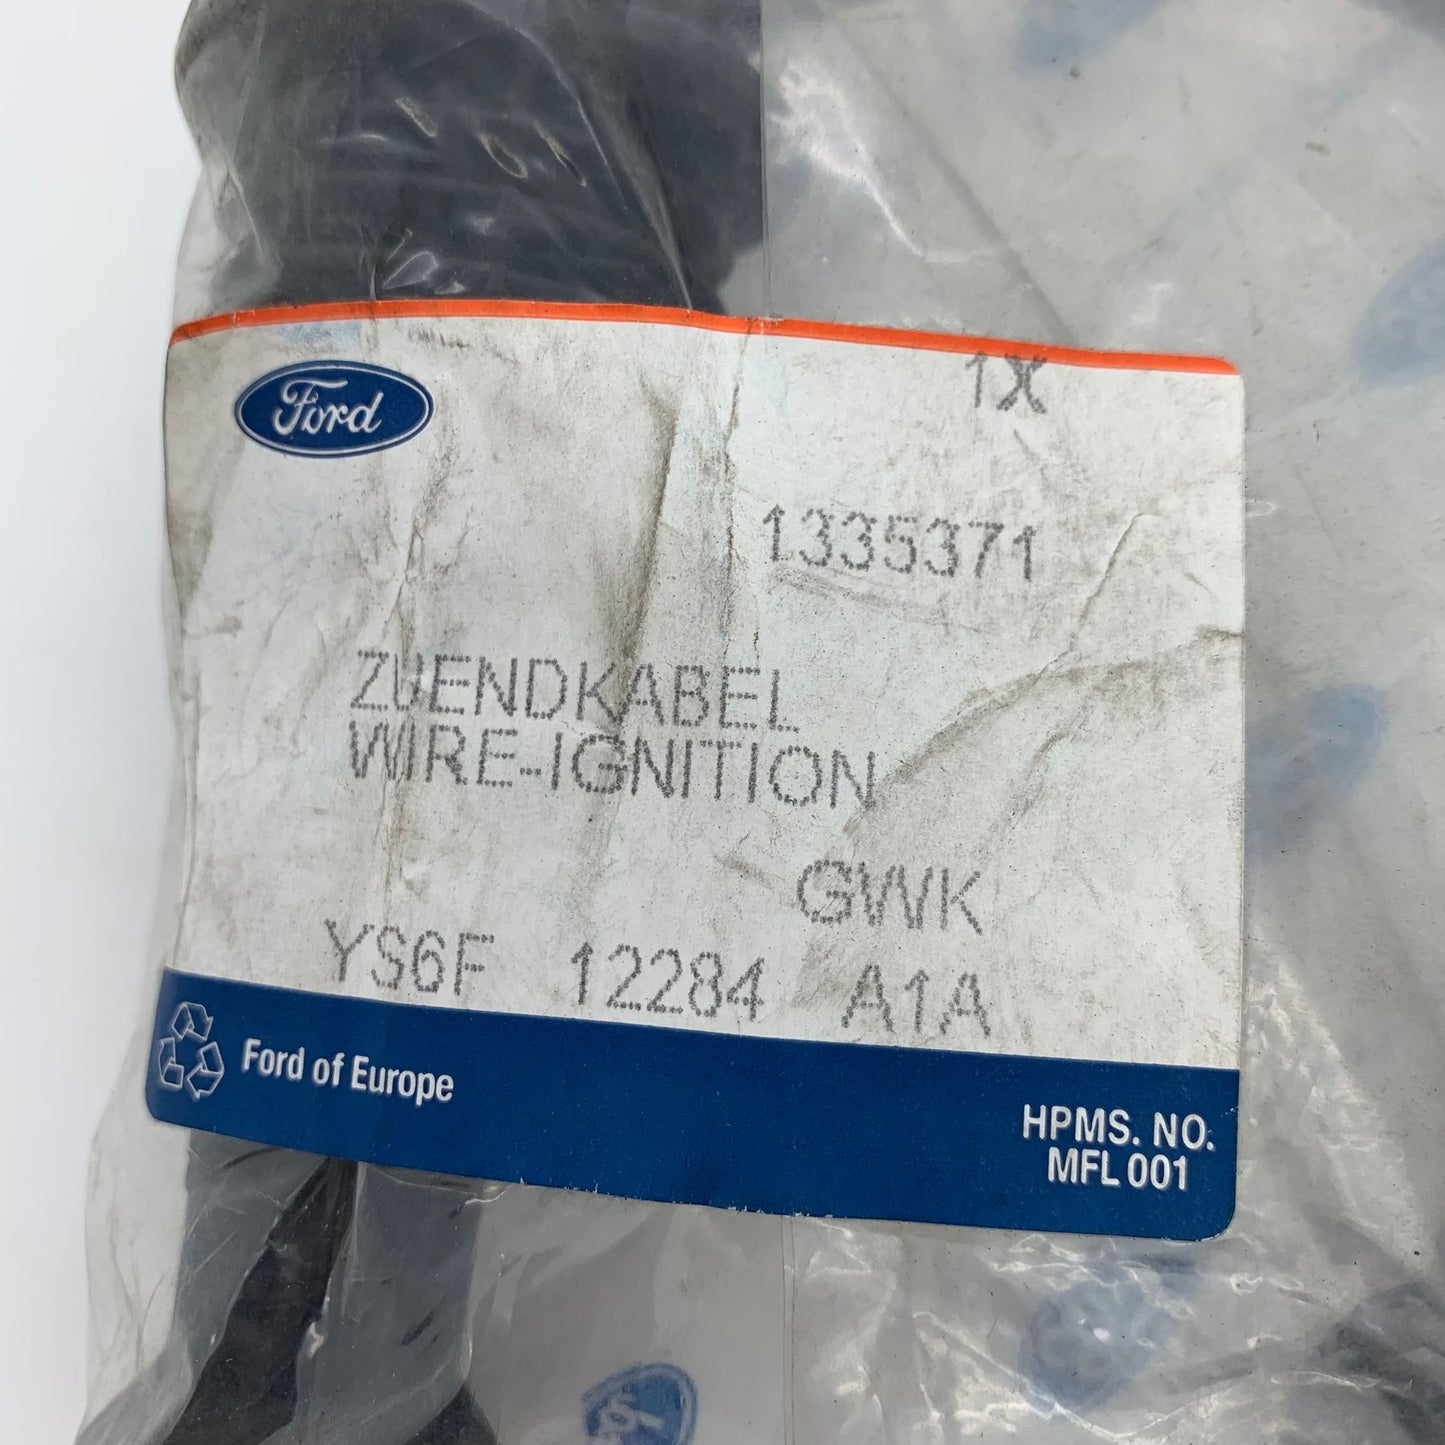 Ford
1X
1335371
ZUENDKABEL
WIRE-IGNITION
GWK
YS6F 12284 A1A
Ford of Europe
HPMS. NO.
MFL 001